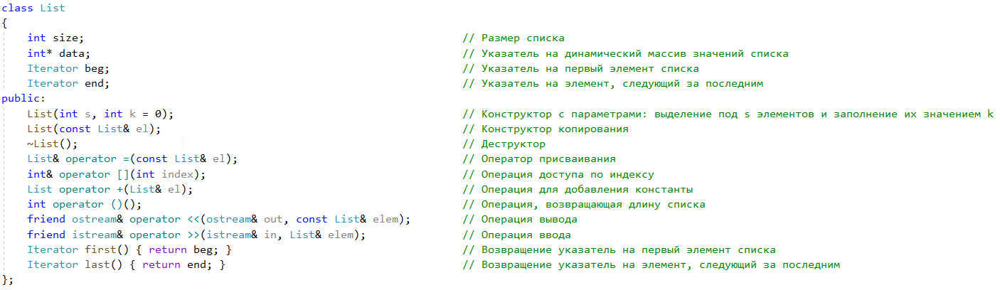 class List
{
int size; // Размер списка
int* data; // Указатель на динамический массив значений списка
Iterator beg; // Указатель на первый элемент списка
Iterator end; // Указатель на элемент, следующий за последним
public:
List(int s, int k = 0); // Конструктор с параметрами: выделение под s элементов и заполнение их значением k
List(const List& el); // Конструктор копирования
~List(); // Деструктор
List& operator =(const List& el); // Оператор присваивания
int& operator [](int index); // Операция доступа по индексу
List operator +(List& el); // Операция для добавления константы
int operator ()(); // Операция, возвращающая длину списка
friend ostream& operator <<(ostream& out, const List& elem); // Операция вывода
friend istream& operator >>(istream& in, List& elem); // Операция ввода
Iterator first() { return beg; } // Возвращение указатель на первый элемент списка
Iterator last() { return end; } // Возвращение указатель на элемент, следующий за последним
};